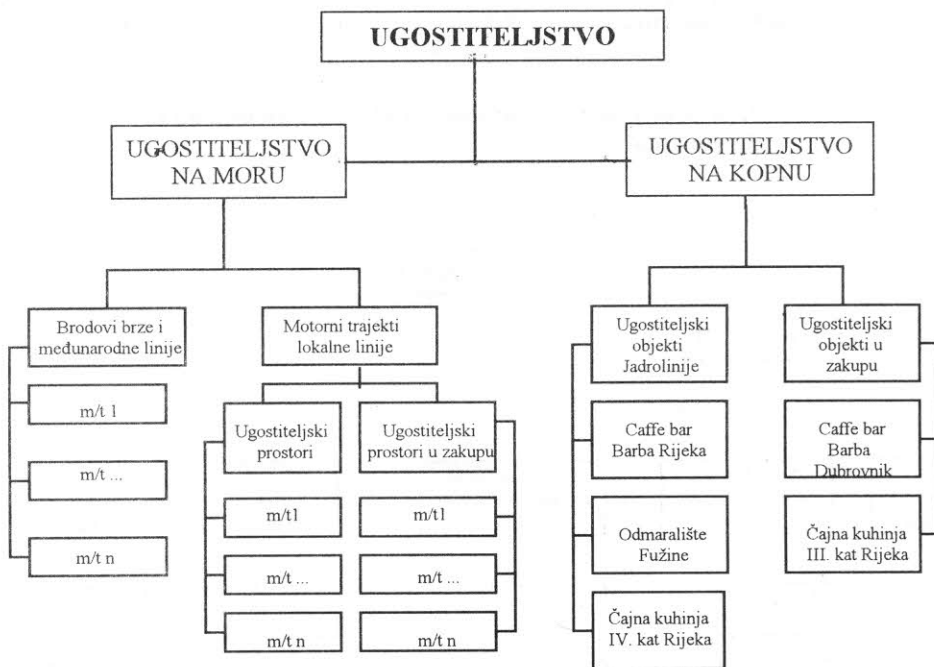 UGOSTITELJSTVO
UGOSTITELJSTVO
NA MORU
UGOSTITELJSTVO
NA KOPNU
Brodovi brze i
međunarodne linije
m/t 1
m/t ...
m/t n
Motorni trajekti
lokalne linije
Ugostiteljski
prostori
m/t1
m/t ...
m/t n
Ugostiteljski
prostori u zakupu
m/t1
m/t ...
m/t n
Ugostiteljski
objekti
Jadrolinije
Caffe bar
Barba Rijeka
Odmaralište
Fužine
Čajna kuhinja
IV. kat Rijeka
Ugostiteljski
objekti u
zakupu
Caffe bar
Barba
Dubrovnik
Čajna kuhinja
III. kat Rijeka